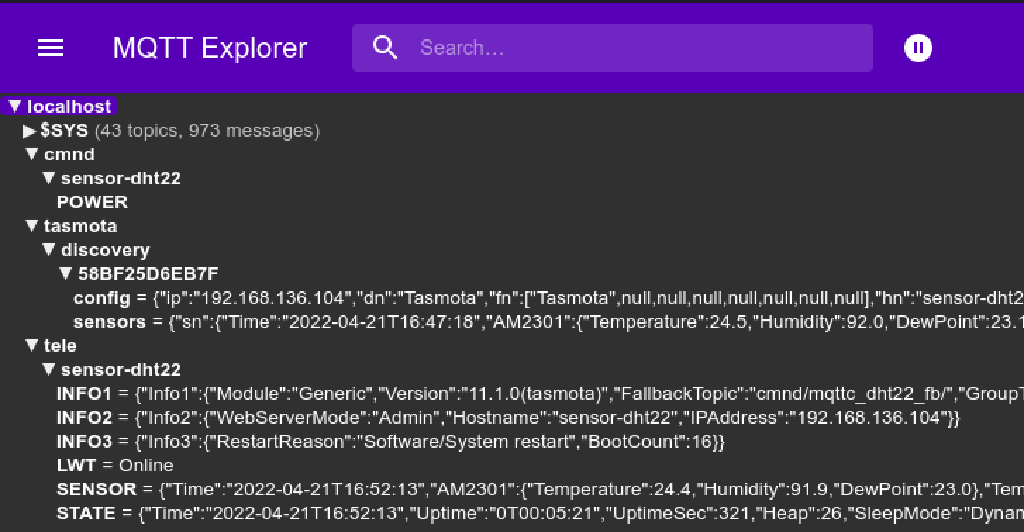 MQTT Explorer Search...
▼ localhost
▶ $SYS (43 topics, 973 messages)
▼ cmnd
▼ sensor-dht22
POWER
▼ tasmota
▼ discovery
▼ 58BF25D6EB7F
config = {"ip":"192.168.136.104","dn":"Tasmota","fn":["Tasmota",null,null,null,null,null,null,null],"hn":"sensor-dht2
sensors = {"sn":{"Time":"2022-04-21T16:47:18","AM2301":{"Temperature":24.5,"Humidity":92.0,"DewPoint":23.1
▼ tele
▼ sensor-dht22
INFO1 = {"Info1":{"Module":"Generic","Version":"11.1.0(tasmota)","FallbackTopic":"cmnd/mqttc_dht22_fb/","GroupT
INFO2 = {"Info2":{"WebServerMode":"Admin","Hostname":"sensor-dht22","IPAddress":"192.168.136.104"}}
INFO3 = {"Info3":{"RestartReason":"Software/System restart","BootCount":16}}
LWT = Online
SENSOR = {"Time":"2022-04-21T16:52:13","AM2301":{"Temperature":24.4,"Humidity":91.9,"DewPoint":23.0},"Tem
STATE = {"Time":"2022-04-21T16:52:13","Uptime":"0T00:05:21","UptimeSec":321,"Heap":26,"SleepMode":"Dynan